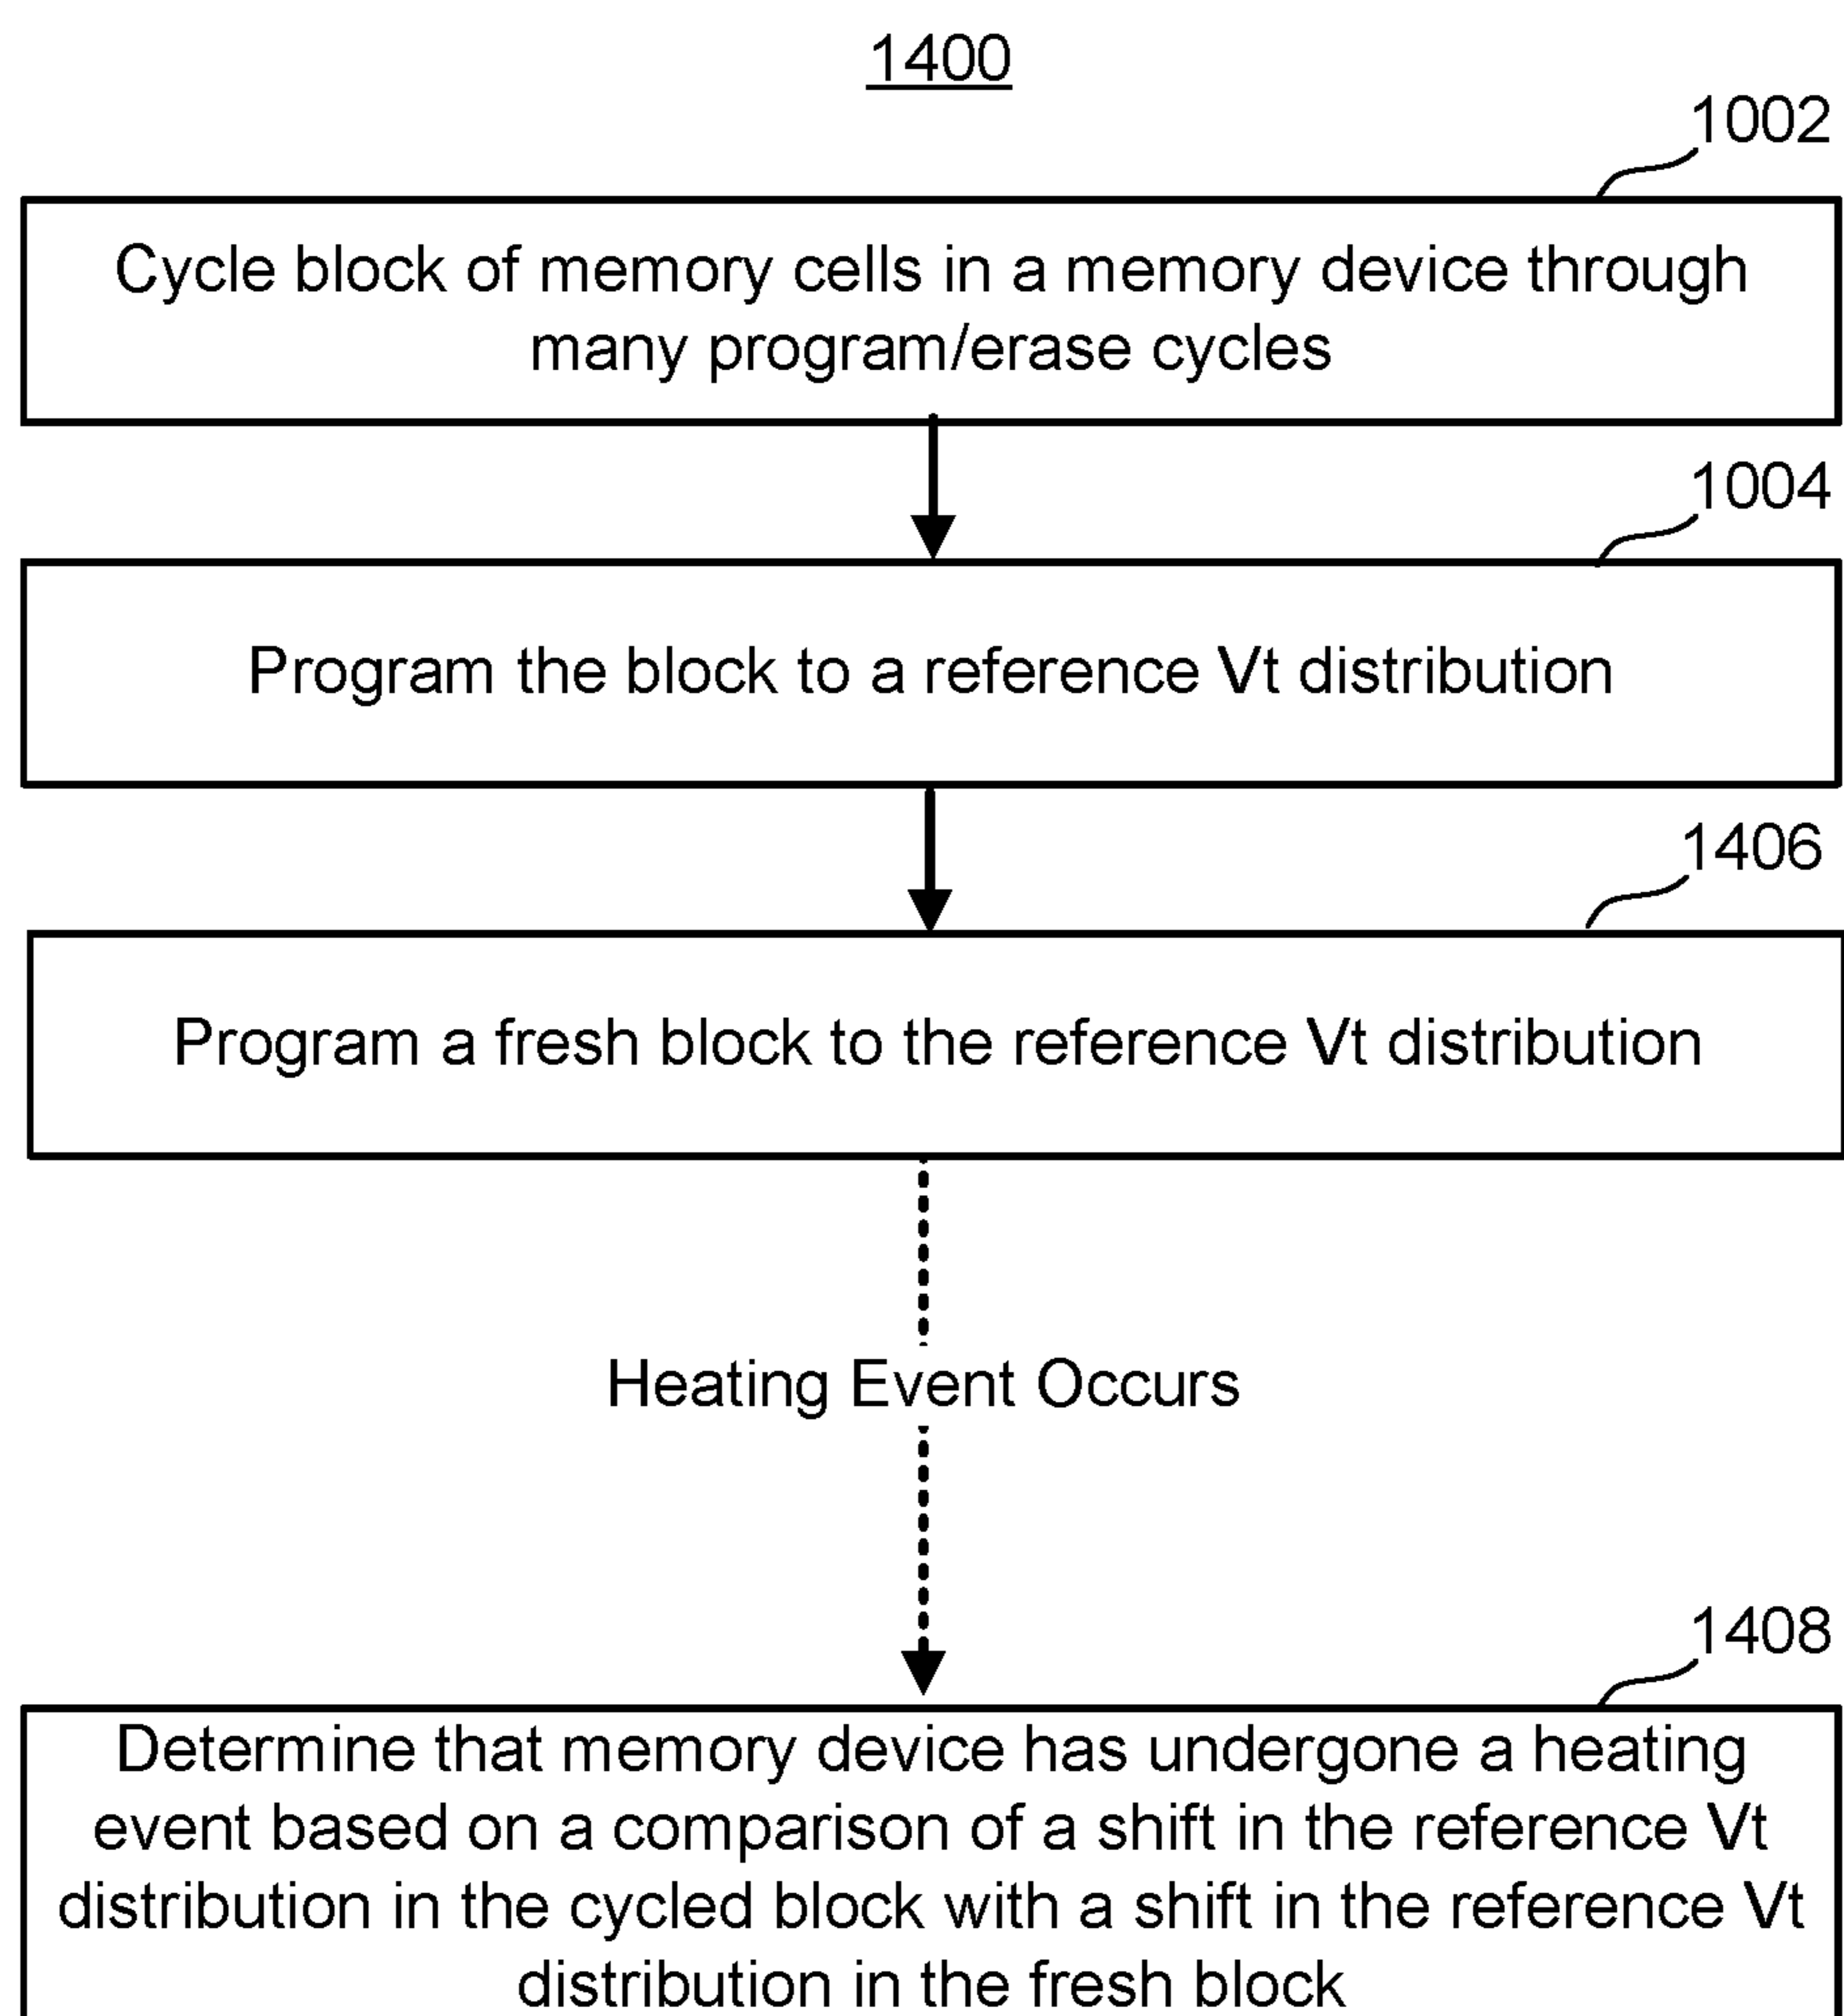 1400
1002
Cycle block of memory cells in a memory device through
many program/erase cycles
1004
Program the block to a reference Vt distribution
1406
Program a fresh block to the reference Vt distribution
Heating Event Occurs
1408
Determine that memory device has undergone a heating
event based on a comparison of a shift in the reference Vt
distribution in the cycled block with a shift in the reference Vt
distribution in the fresh block